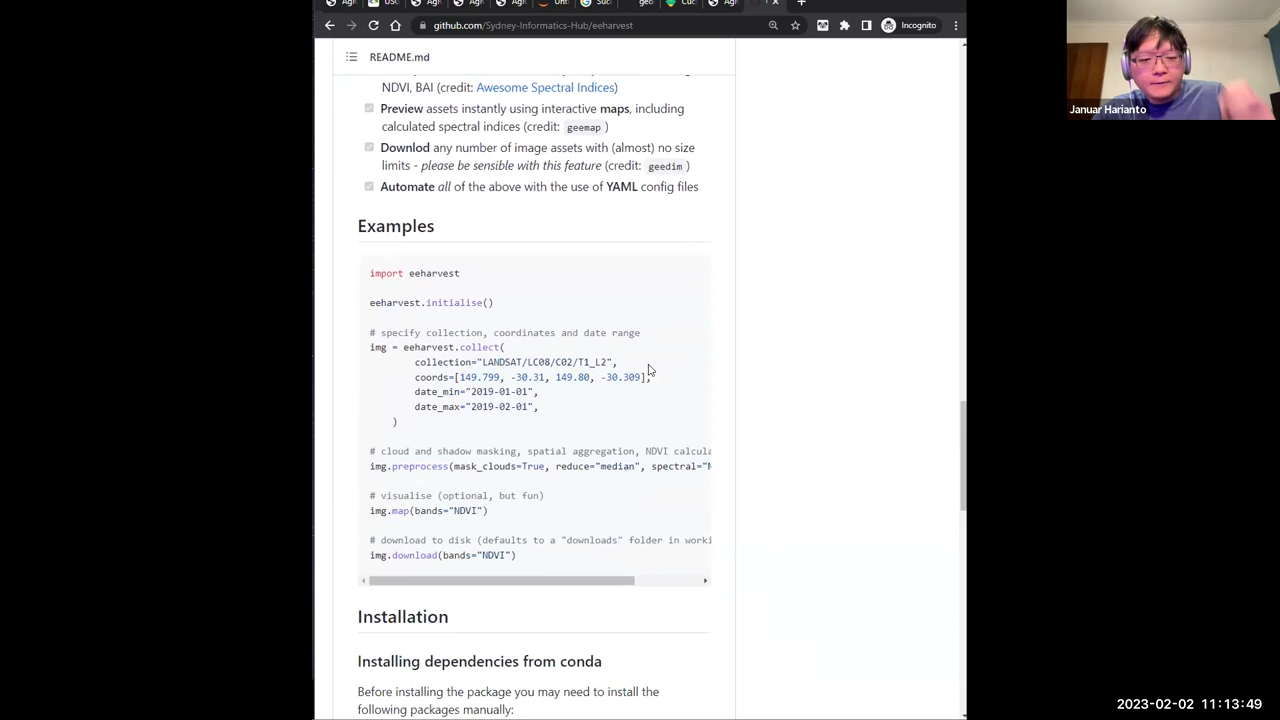 github.com/Sydney-Informatics-Hub/eeharvest
Incognito
README.md
NDVI, BAI (credit: Awesome Spectral Indices)
Preview assets instantly using interactive maps, including
calculated spectral indices (credit: geemap )
Downlod any number of image assets with (almost) no size
limits - please be sensible with this feature (credit: geedim )
Automate all of the above with the use of YAML config files
Examples
import eeharvest
eeharvest.initialise()
# specify collection, coordinates and date range
img = eeharvest.collect(
collection="LANDSAT/LC08/C02/T1_L2",
coords=[149.799, -30.31, 149.80, -30.309],
date_min="2019-01-01",
date_max="2019-02-01",
)
# cloud and shadow masking, spatial aggregation, NDVI calcula
img.preprocess(mask_clouds=True, reduce="median", spectral="N
# visualise (optional, but fun)
img.map(bands="NDVI")
# download to disk (defaults to a "downloads" folder in worki
img.download(bands="NDVI")
Installation
Installing dependencies from conda
Before installing the package you may need to install the
following packages manually:
Januar Harianto
2023-02-02 11:13:49